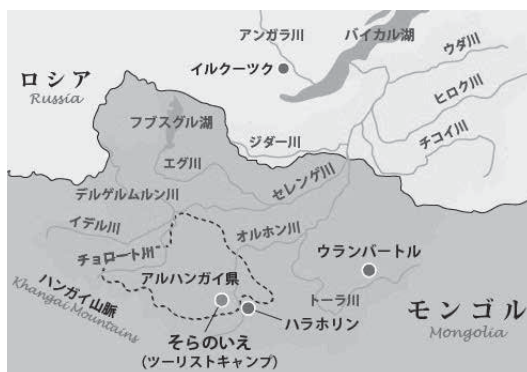 アンガラ川
バイカル湖
ウダ川
イルクーツク
ロシア
Russia
ヒロク川
フブスグル湖
ジダー川
チコイ川
エグ川
セレンゲ川
デルゲルムルン川
イデル川
オルホン川
チョロート川
ウランバートル
アルハンガイ県
ハンガイ山脈
Khangai Mountains
トーラ川
モンゴル
Mongolia
ハラホリン
そらのいえ
(ツーリストキャンプ)